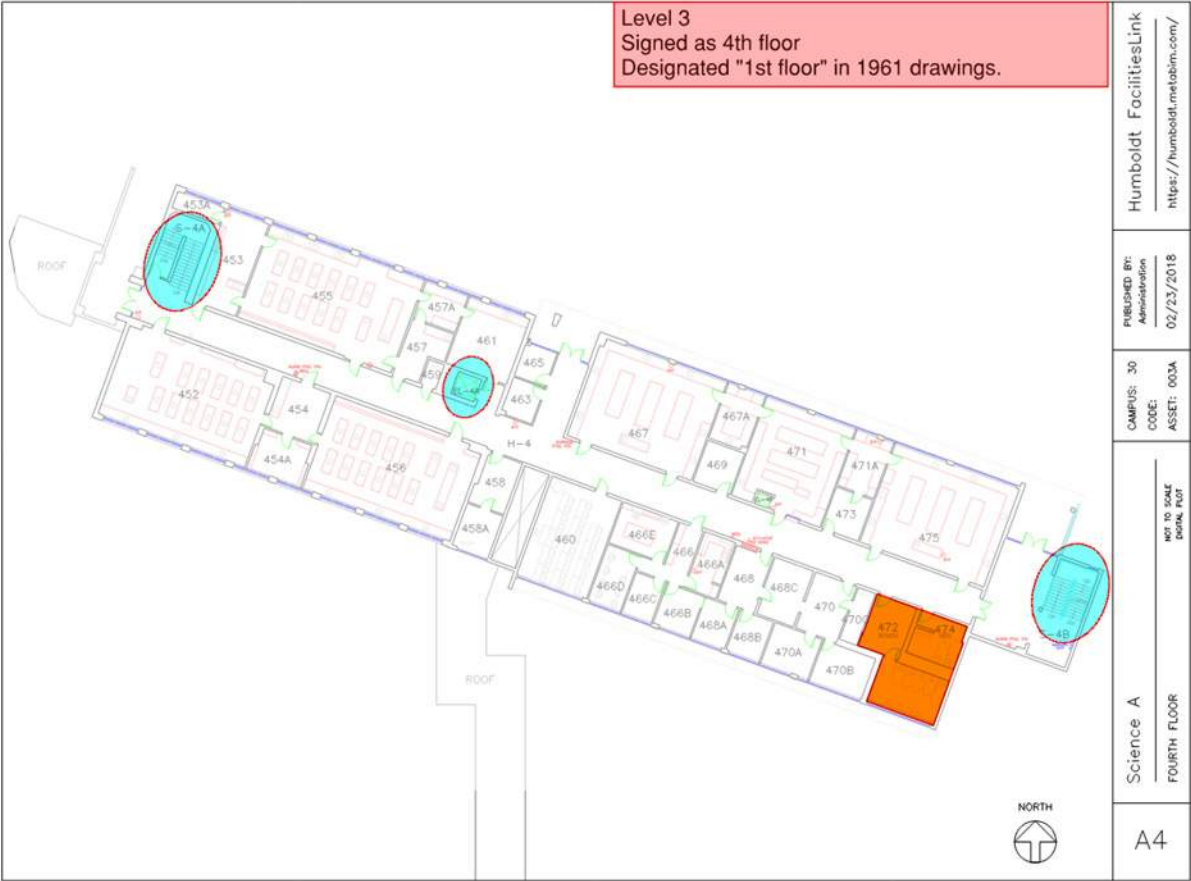 Level 3
Signed as 4th floor
Designated "1st floor" in 1961 drawings.
453A
S-4A
453
ROOF
455
457A
457
459
461
465
463
452
454
454A
456
458
458A
H-4
467
467A
469
471
471A
473
475
460
466E
466
466A
466D
466C
466B
468
468A
468B
468C
470
470A
470B
472
474
ROOF
NORTH
Humboldt FacilitiesLink
https://humboldt.metabim.com/
PUBLISHED BY:
Administration
02/23/2018
CAMPUS: 30
CODE:
ASSET: 003A
NOT TO SCALE
DIGITAL PLOT
Science A
FOURTH FLOOR
A4